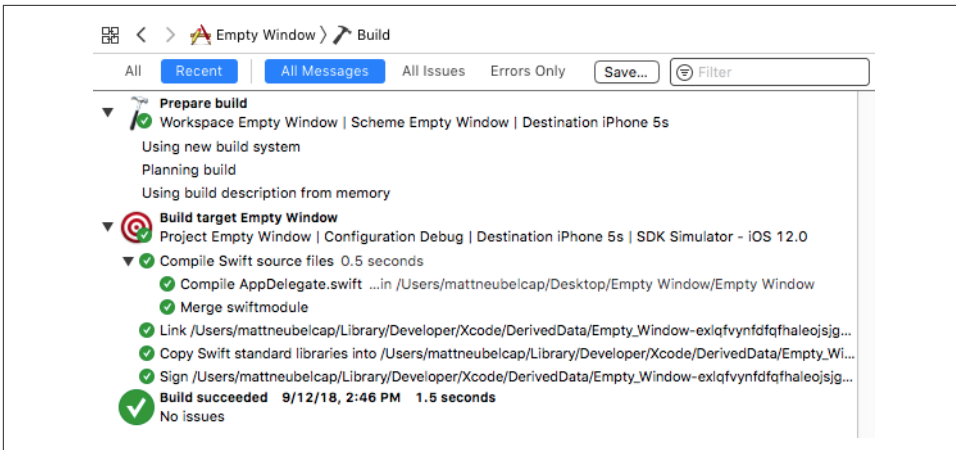 Empty Window 〉 Build
All Recent All Messages All Issues Errors Only Save... Filter
Prepare build
Workspace Empty Window | Scheme Empty Window | Destination iPhone 5s
Using new build system
Planning build
Using build description from memory
Build target Empty Window
Project Empty Window | Configuration Debug | Destination iPhone 5s | SDK Simulator - iOS 12.0
Compile Swift source files 0.5 seconds
Compile AppDelegate.swift ...in /Users/mattneubelcap/Desktop/Empty Window/Empty Window
Merge swiftmodule
Link /Users/mattneubelcap/Library/Developer/Xcode/DerivedData/Empty_Window-exlqfvynfdfqfhaleojsjg...
Copy Swift standard libraries into /Users/mattneubelcap/Library/Developer/Xcode/DerivedData/Empty_Wi...
Sign /Users/mattneubelcap/Library/Developer/Xcode/DerivedData/Empty_Window-exlqfvynfdfqfhaleojsjg...
Build succeeded 9/12/18, 2:46 PM 1.5 seconds
No issues